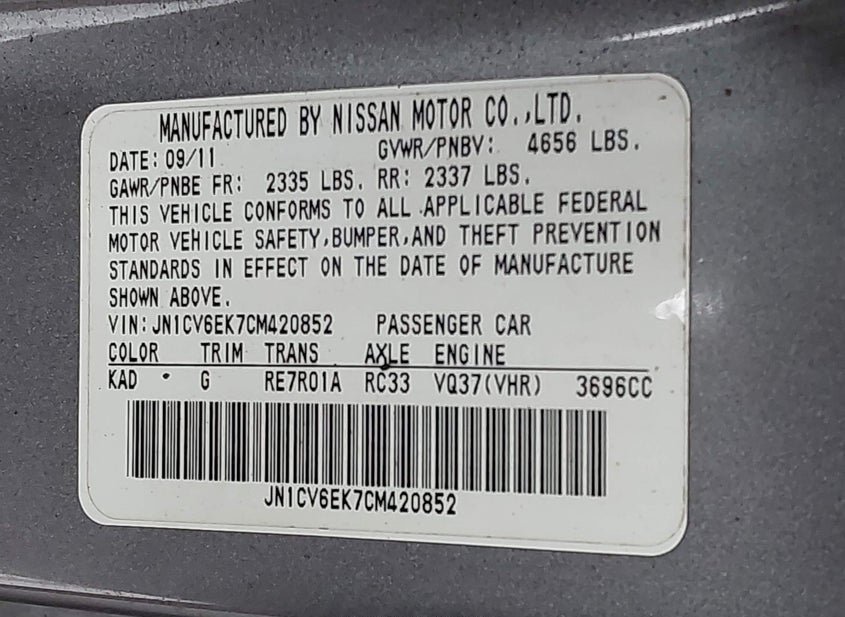 MANUFACTURED BY NISSAN MOTOR CO.,LTD.
DATE: 09/11 GVWR/PNBV: 4656 LBS.
GAWR/PNBE FR: 2335 LBS. RR: 2337 LBS.
THIS VEHICLE CONFORMS TO ALL APPLICABLE FEDERAL
MOTOR VEHICLE SAFETY,BUMPER,AND THEFT PREVENTION
STANDARDS IN EFFECT ON THE DATE OF MANUFACTURE
SHOWN ABOVE.
VIN:JN1CV6EK7CM420852 PASSENGER CAR
COLOR TRIM TRANS AXLE ENGINE
KAD G RE7R01A RC33 VQ37(VHR) 3696CC
JN1CV6EK7CM420852